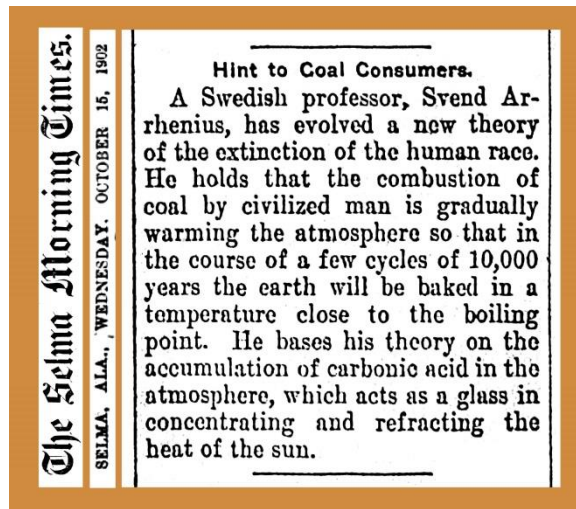 The Selma Morning Times.
SELMA, ALA., WEDNESDAY. OCTOBER 15, 1902
Hint to Coal Consumers.
A Swedish professor, Svend Ar-
rhenius, has evolved a new theory
of the extinction of the human race.
He holds that the combustion of
coal by civilized man is gradually
warming the atmosphere so that in
the course of a few cycles of 10,000
years the earth will be baked in a
temperature close to the boiling
point. He bases his theory on the
accumulation of carbonic acid in the
atmosphere, which acts as a glass in
concentrating and refracting the
heat of the sun.